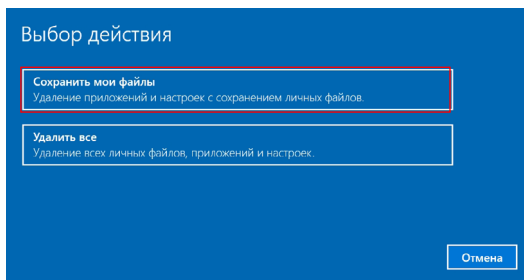 Выбор действия
Сохранить мои файлы
Удаление приложений и настроек с сохранением личных файлов.
Удалить все
Удаление всех личных файлов, приложений и настроек.
Отмена